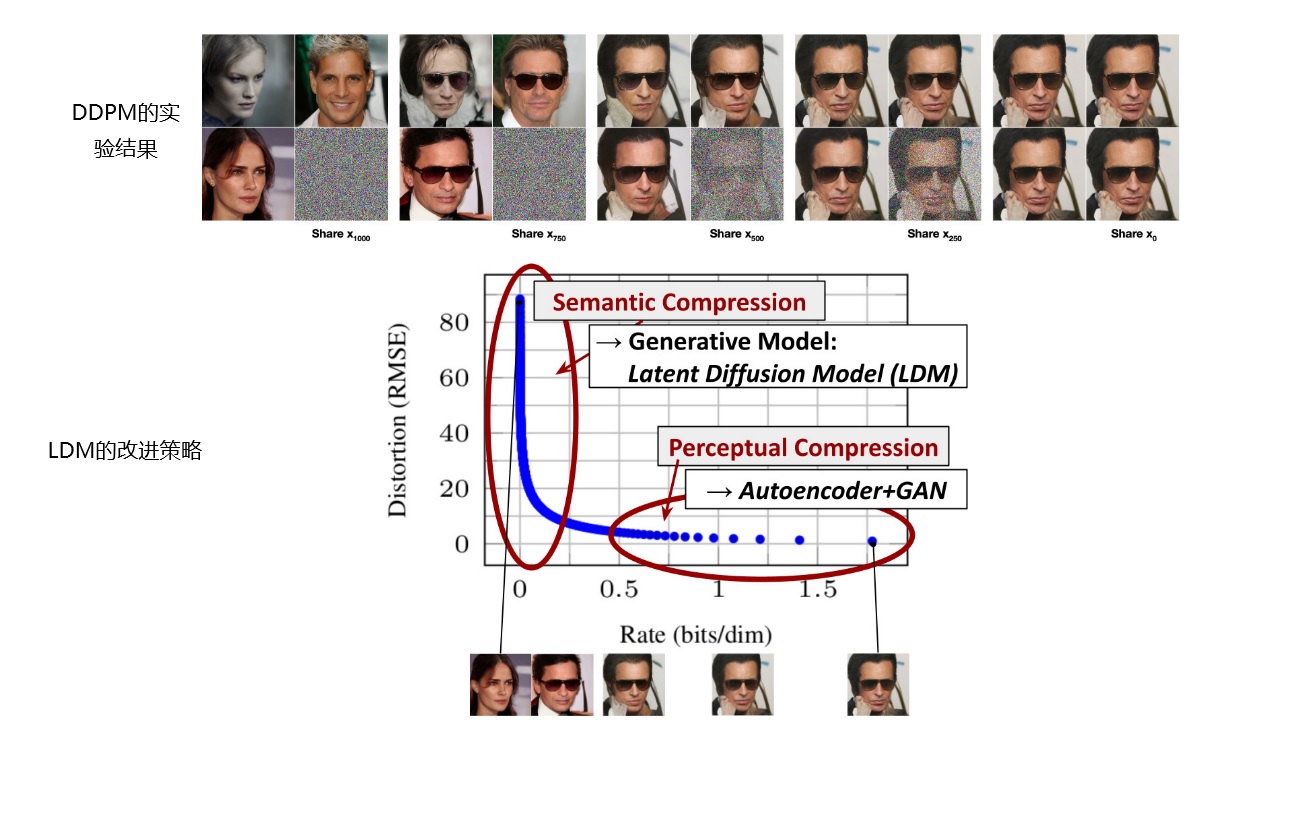 DDPM的实
验结果
Share x1000
Share x750
Share x500
Share x250
Share x0
LDM的改进策略
Semantic Compression
→ Generative Model:
Latent Diffusion Model (LDM)
Perceptual Compression
→ Autoencoder+GAN
Distortion (RMSE)
80
60
40
20
0
0
0.5
1
1.5
Rate (bits/dim)